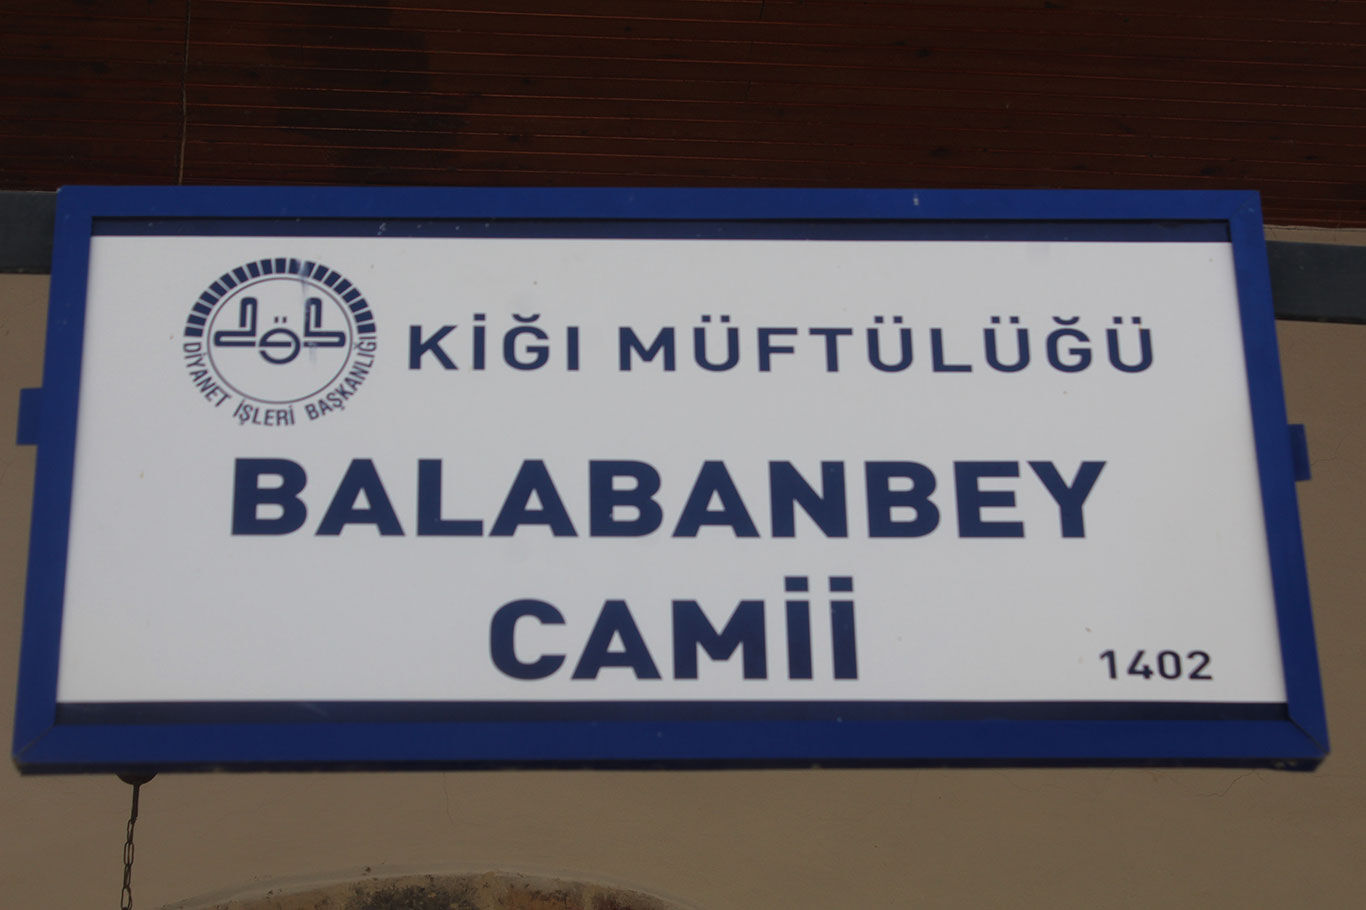 DİYANET İŞLERİ BAŞKANLIĞI
KİĞI MÜFTÜLÜĞÜ
BALABANBEY
CAMİİ
1402